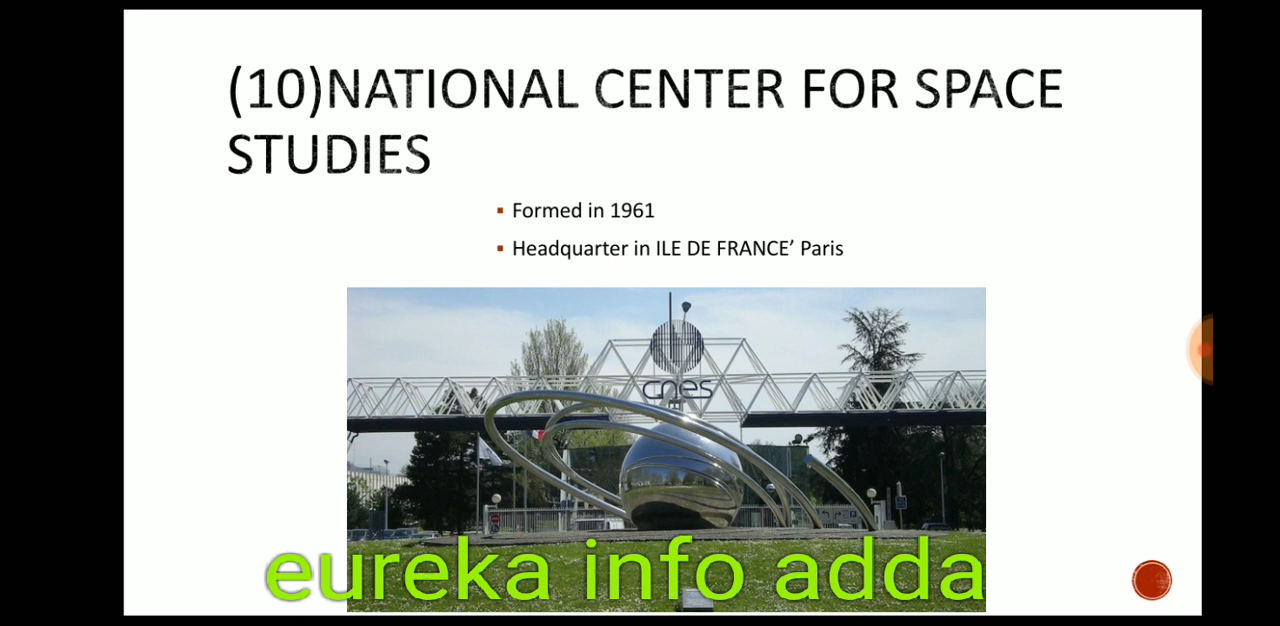 (10)NATIONAL CENTER FOR SPACE
STUDIES
▪ Formed in 1961
▪ Headquarter in ILE DE FRANCE’ Paris
cnes
eureka info adda